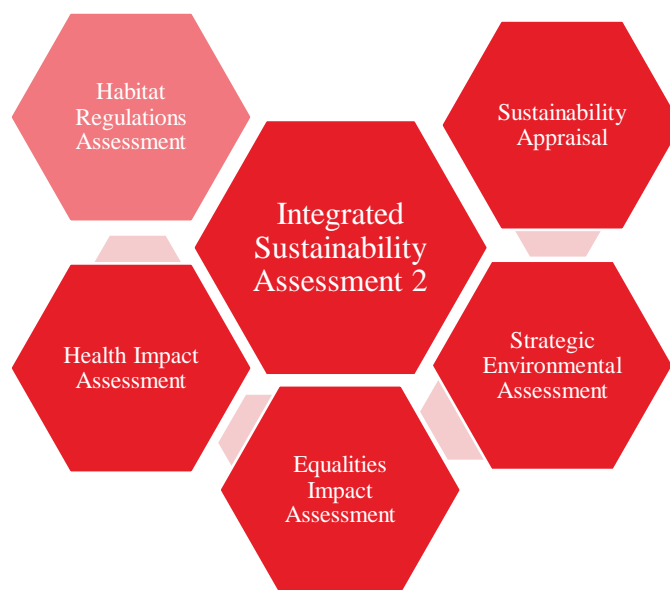 Habitat
Regulations
Assessment
Sustainability
Appraisal
Integrated
Sustainability
Assessment 2
Health Impact
Assessment
Strategic
Environmental
Assessment
Equalities
Impact
Assessment